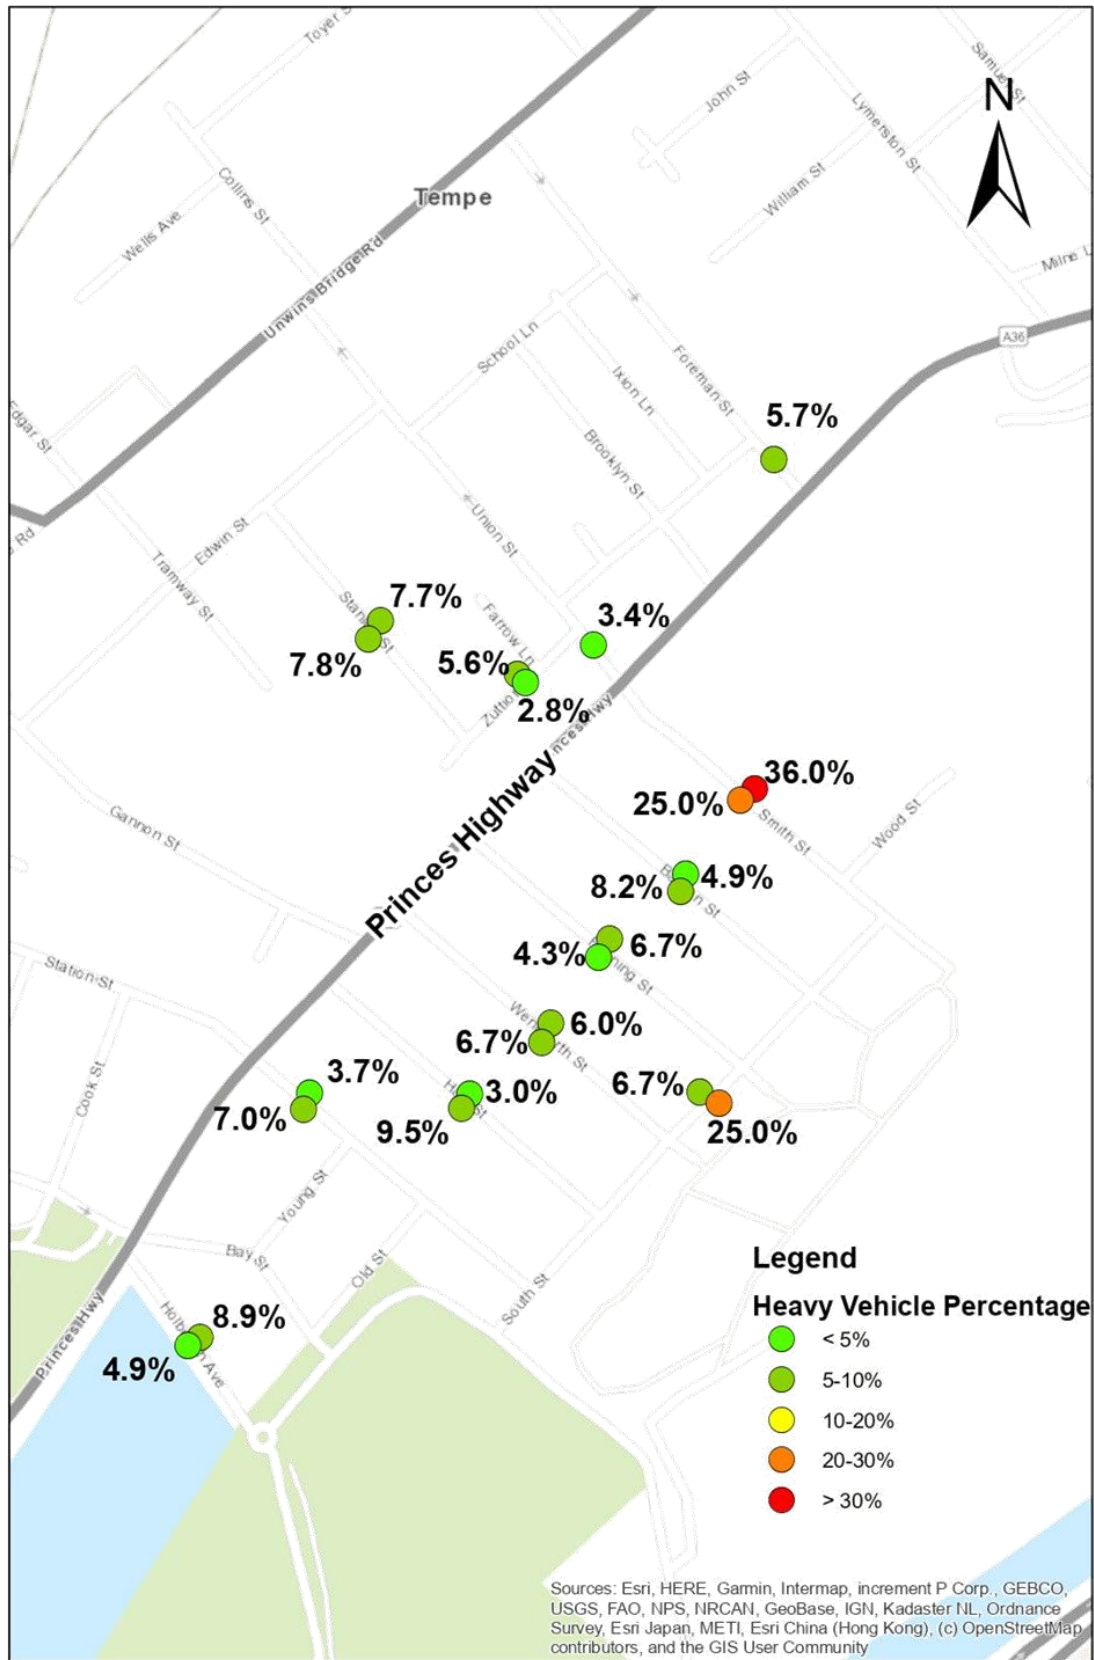 Toyer S
Samuel St
N
John St
Lymerston St
Collins St
Tempe
William St
Wells Ave
Unwins Bridge Rd
Milne L
A36
School Ln
Foreman St
Ixion Ln
5.7%
Edgar St
Brooklyn St
Rd
Edwin St
Union St
Tramway St
7.7%
Farrow Ln
3.4%
7.8%
5.6%
2.8%
Princes Highway
36.0%
25.0%
Smith St
Wood St
Gannon St
4.9%
8.2%
6.7%
4.3%
Station St
6.0%
6.7%
Cook St
3.7%
7.0%
3.0%
9.5%
6.7%
25.0%
Young St
Bay St
Old St
South St
Princes Hwy
8.9%
4.9%
Legend
Heavy Vehicle Percentage
< 5%
5-10%
10-20%
20-30%
> 30%
Sources: Esri, HERE, Garmin, Intermap, increment P Corp., GEBCO,
USGS, FAO, NPS, NRCAN, GeoBase, IGN, Kadaster NL, Ordnance
Survey, Esri Japan, METI, Esri China (Hong Kong), (c) OpenStreetMap
contributors, and the GIS User Community